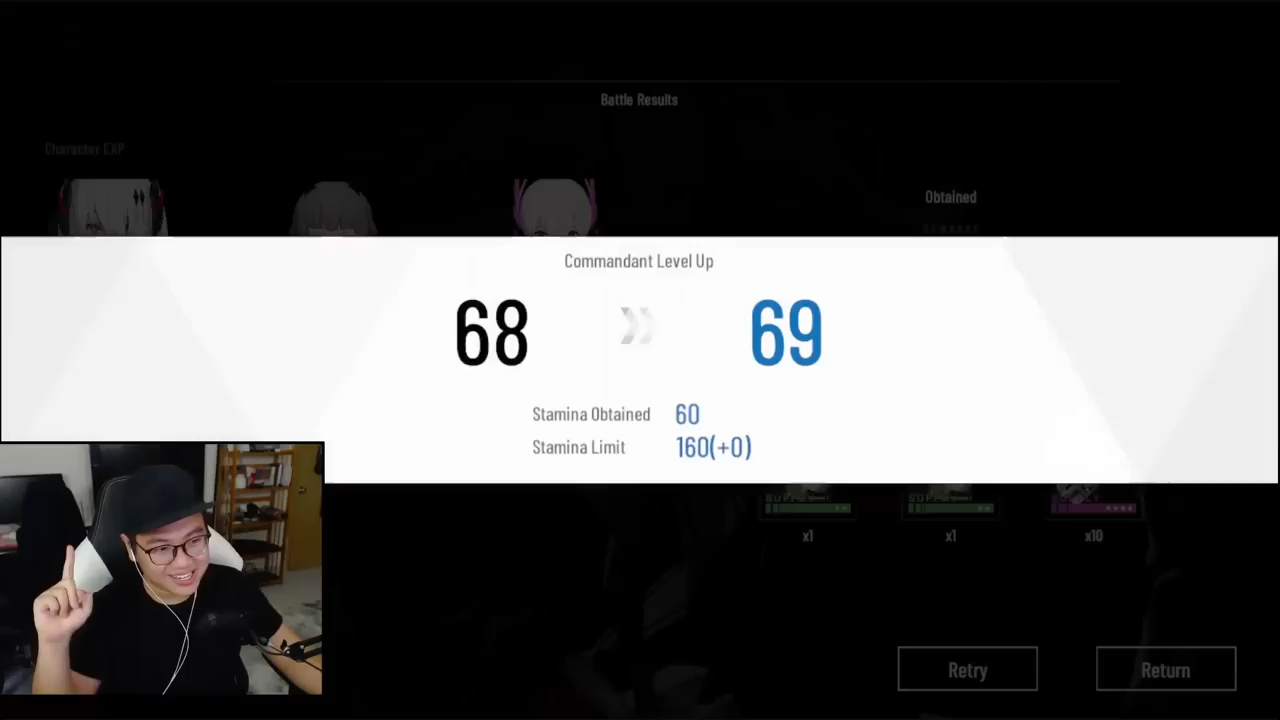 Battle Results
Character EXP
Obtained
Commandant Level Up
68
69
Stamina Obtained 60
Stamina Limit 160(+0)
x1
x1
x10
Retry
Return